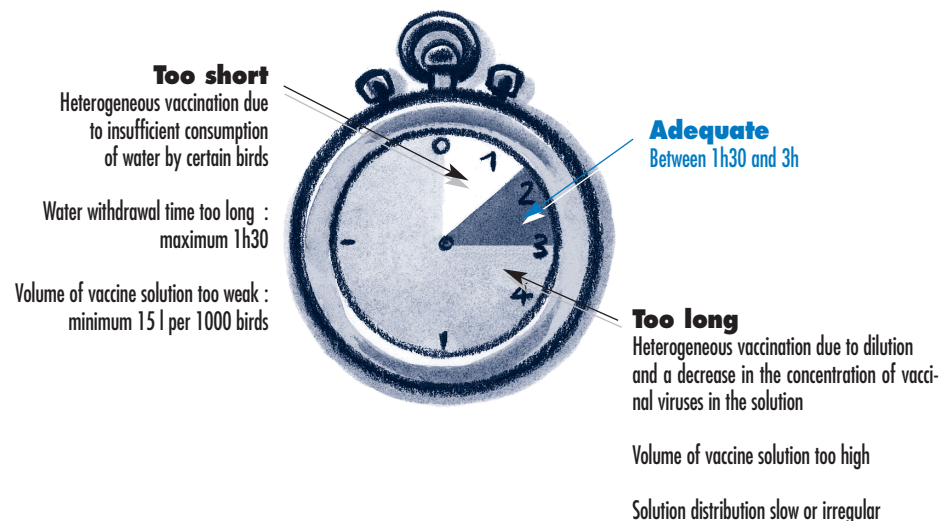 Too short
Heterogeneous vaccination due
to insufficient consumption
of water by certain birds
Water withdrawal time too long :
maximum 1h30
Volume of vaccine solution too weak :
minimum 15 l per 1000 birds
0
1
2
3
4
Adequate
Between 1h30 and 3h
Too long
Heterogeneous vaccination due to dilution
and a decrease in the concentration of vacci-
nal viruses in the solution
Volume of vaccine solution too high
Solution distribution slow or irregular